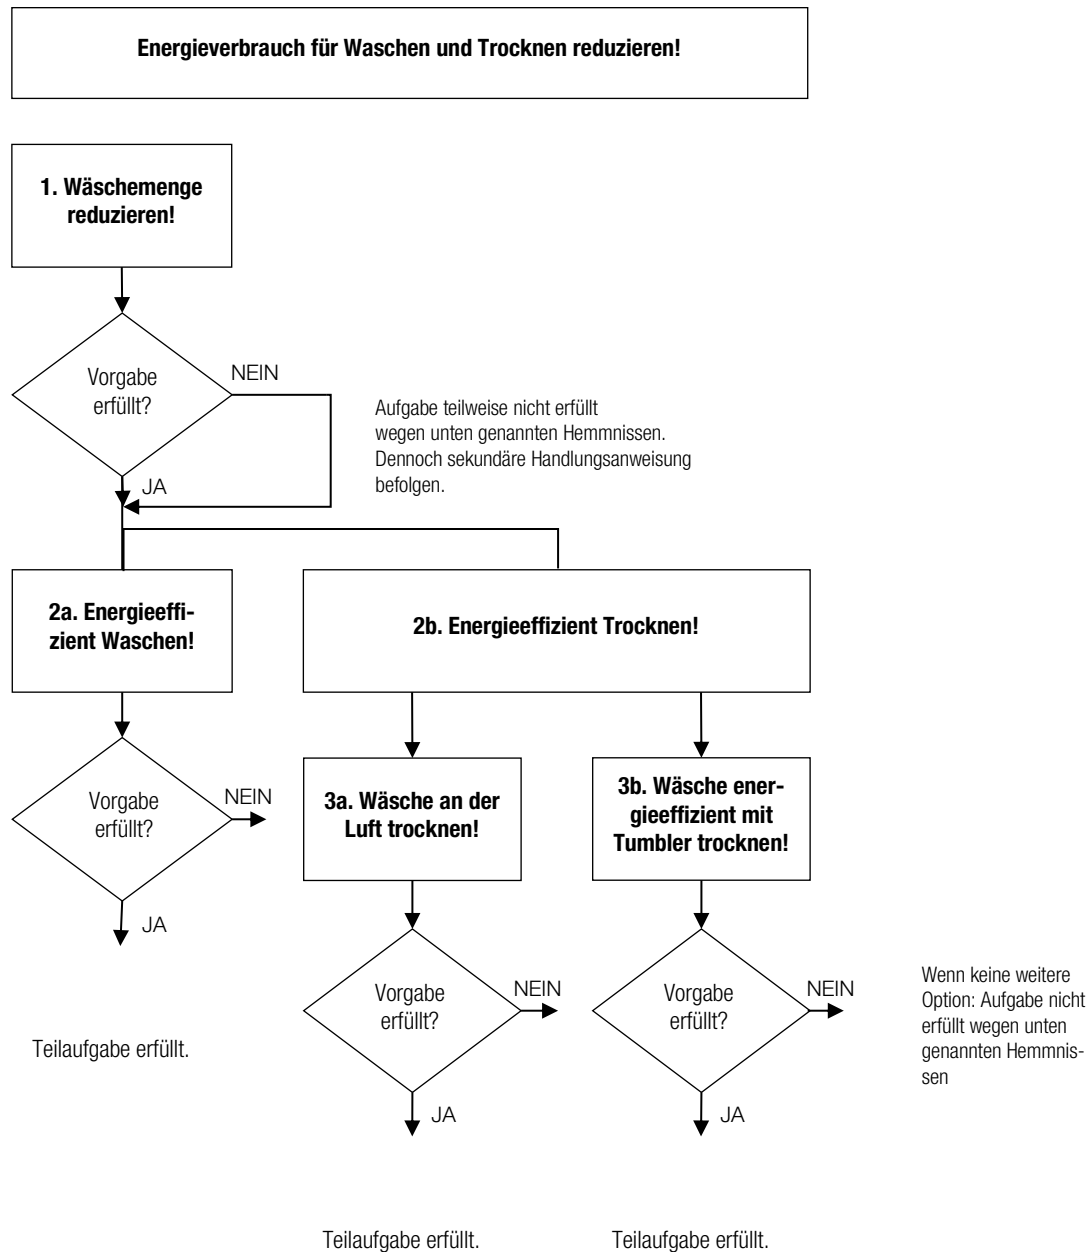 Energieverbrauch für Waschen und Trocknen reduzieren!
1. Wäschemenge
reduzieren!
Vorgabe
erfüllt?
NEIN
JA
Aufgabe teilweise nicht erfüllt
wegen unten genannten Hemmnissen.
Dennoch sekundäre Handlungsanweisung
befolgen.
2a. Energieeffi-
zient Waschen!
2b. Energieeffizient Trocknen!
Vorgabe
erfüllt?
NEIN
JA
Teilaufgabe erfüllt.
3a. Wäsche an der
Luft trocknen!
3b. Wäsche ener-
gieeffizient mit
Tumbler trocknen!
Vorgabe
erfüllt?
NEIN
JA
Vorgabe
erfüllt?
NEIN
JA
Wenn keine weitere
Option: Aufgabe nicht
erfüllt wegen unten
genannten Hemmnis-
sen
Teilaufgabe erfüllt.
Teilaufgabe erfüllt.